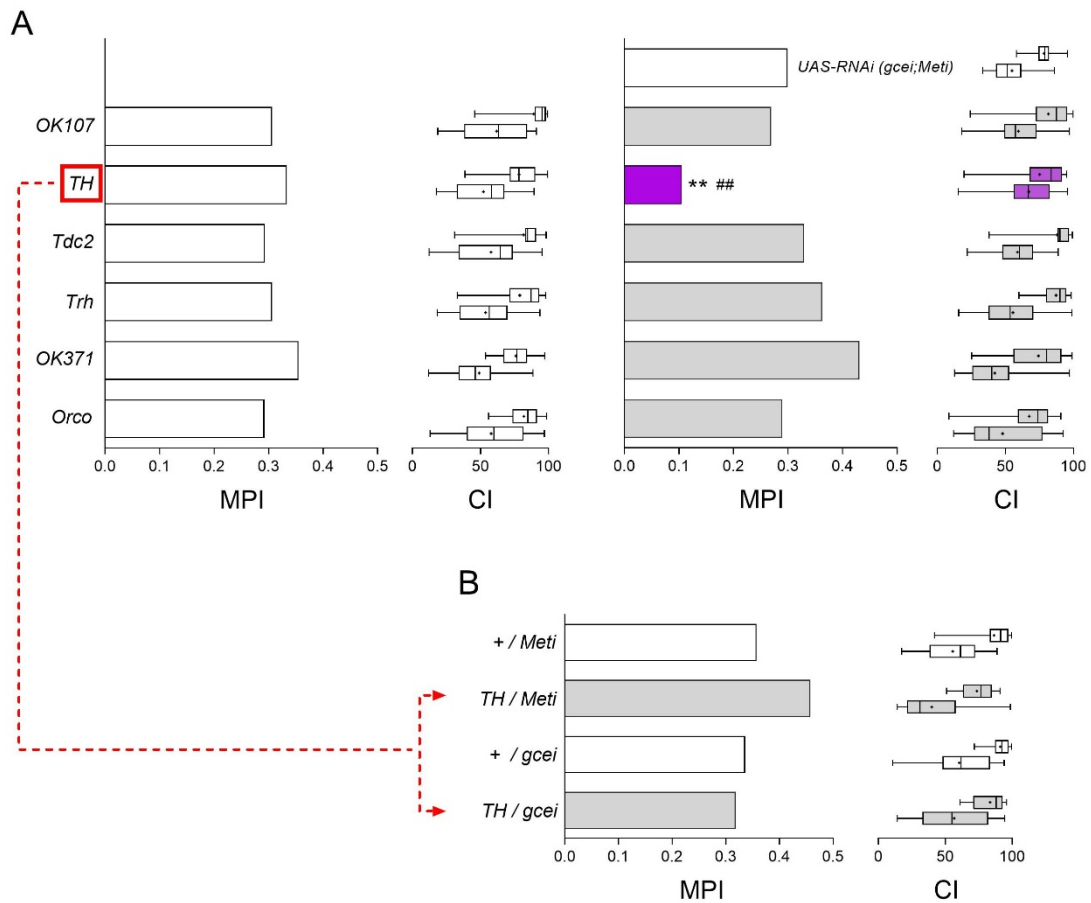 A
UAS-RNAi (gcei;Meti)
OK107
TH
** ##
Tdc2
Trh
OK371
Orco
0.0 0.1 0.2 0.3 0.4 0.5
0 50 100
0.0 0.1 0.2 0.3 0.4 0.5
0 50 100
MPI
CI
MPI
CI
B
+ / Meti
TH / Meti
+ / gcei
TH / gcei
0.0 0.1 0.2 0.3 0.4 0.5
0 50 100
MPI
CI